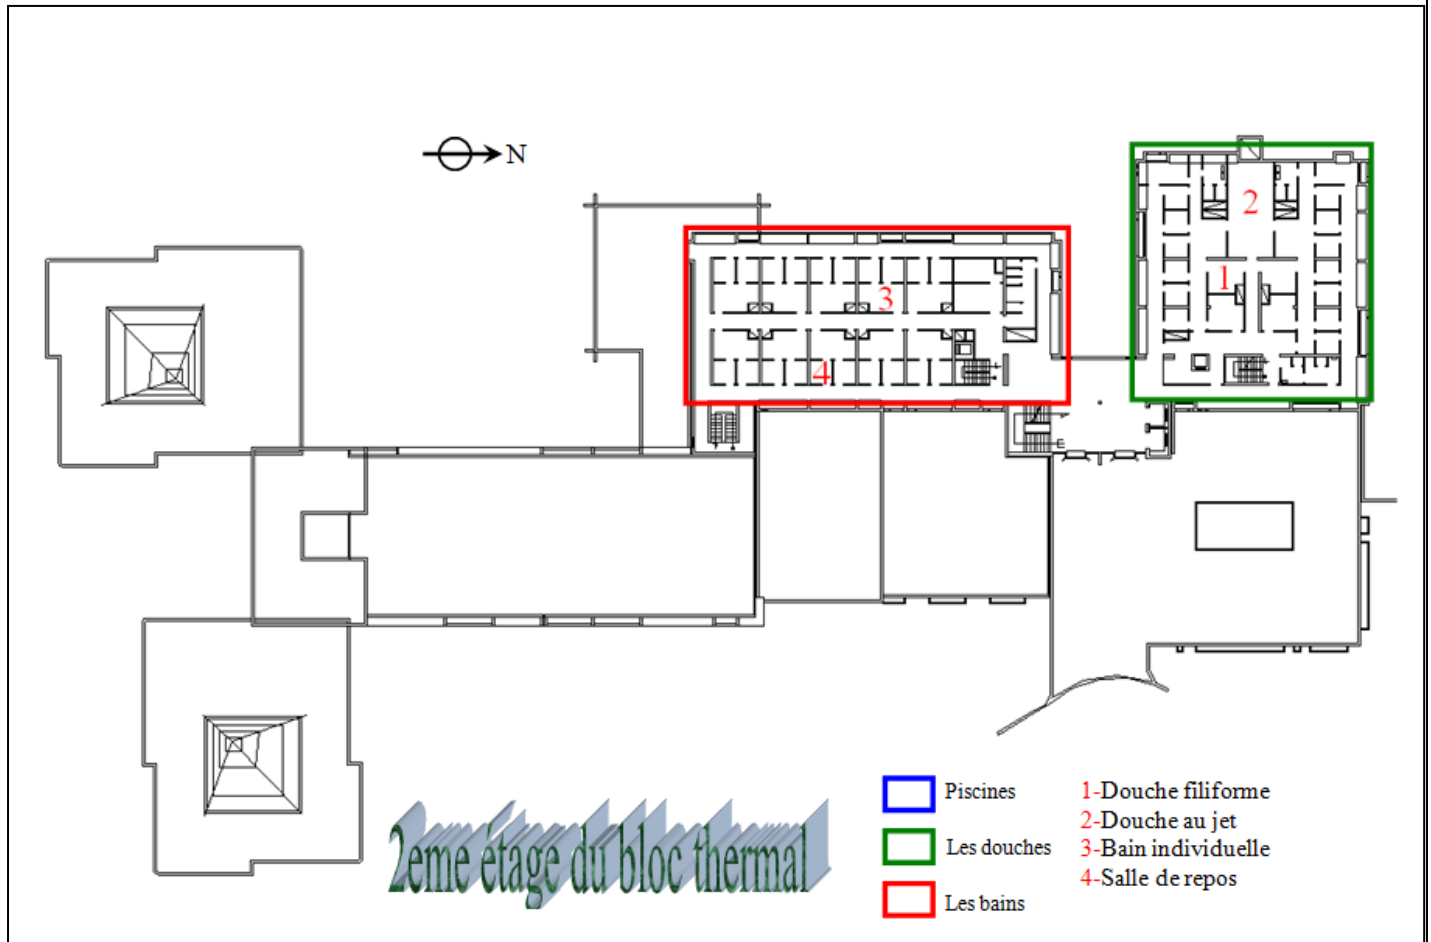 N
2
1
3
4
Piscines
Les douches
Les bains
1-Douche filiforme
2-Douche au jet
3-Bain individuelle
4-Salle de repos
2eme étage du bloc thermal